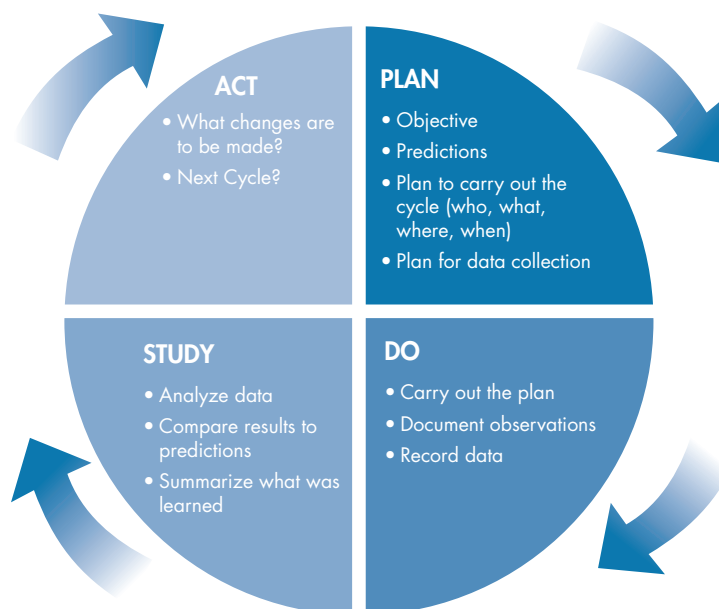 ACT
• What changes are
to be made?
• Next Cycle?
PLAN
• Objective
• Predictions
• Plan to carry out the
cycle (who, what,
where, when)
• Plan for data collection
STUDY
• Analyze data
• Compare results to
predictions
• Summarize what was
learned
DO
• Carry out the plan
• Document observations
• Record data